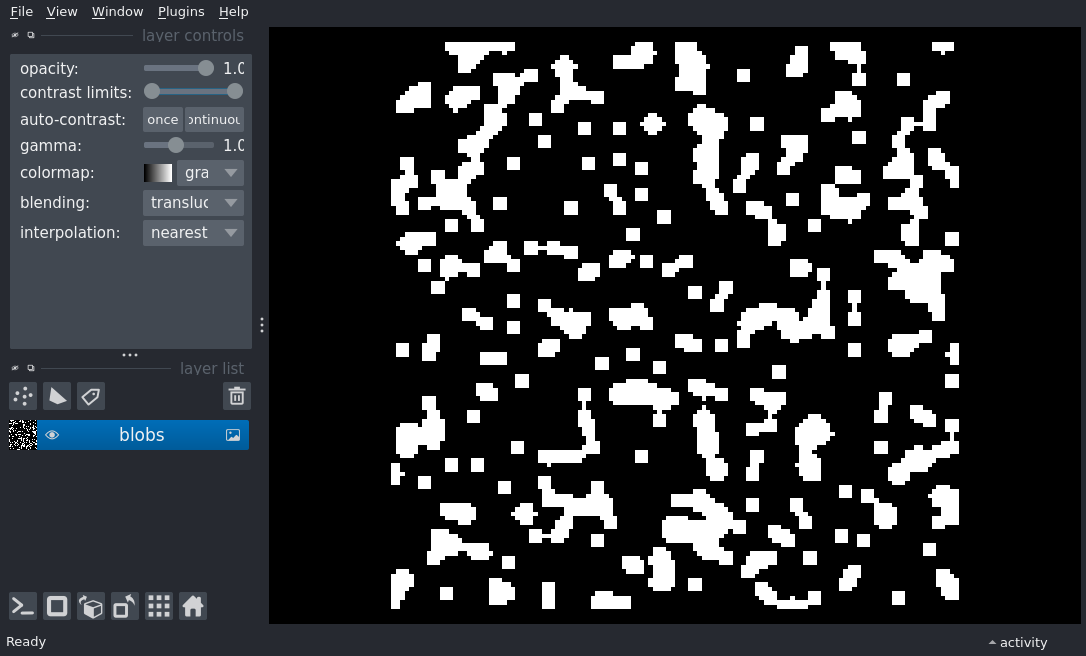 File View Window Plugins Help
layer controls
opacity: 1.0
contrast limits:
auto-contrast: once ontinuou
gamma: 1.0
colormap: gra
blending: transluc
interpolation: nearest
layer list
blobs
Ready activity